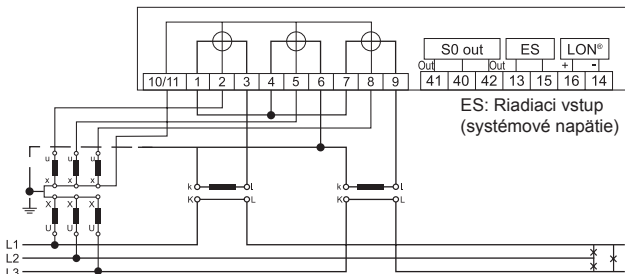 S0 out ES LON®
Out Out + -
10/11 1 2 3 4 5 6 7 8 9 41 40 42 13 15 16 14
ES: Riadiaci vstup
(systémové napätie)
u u u
x x x
k l k l
X X X K L K L
U U U
L1
L2
L3